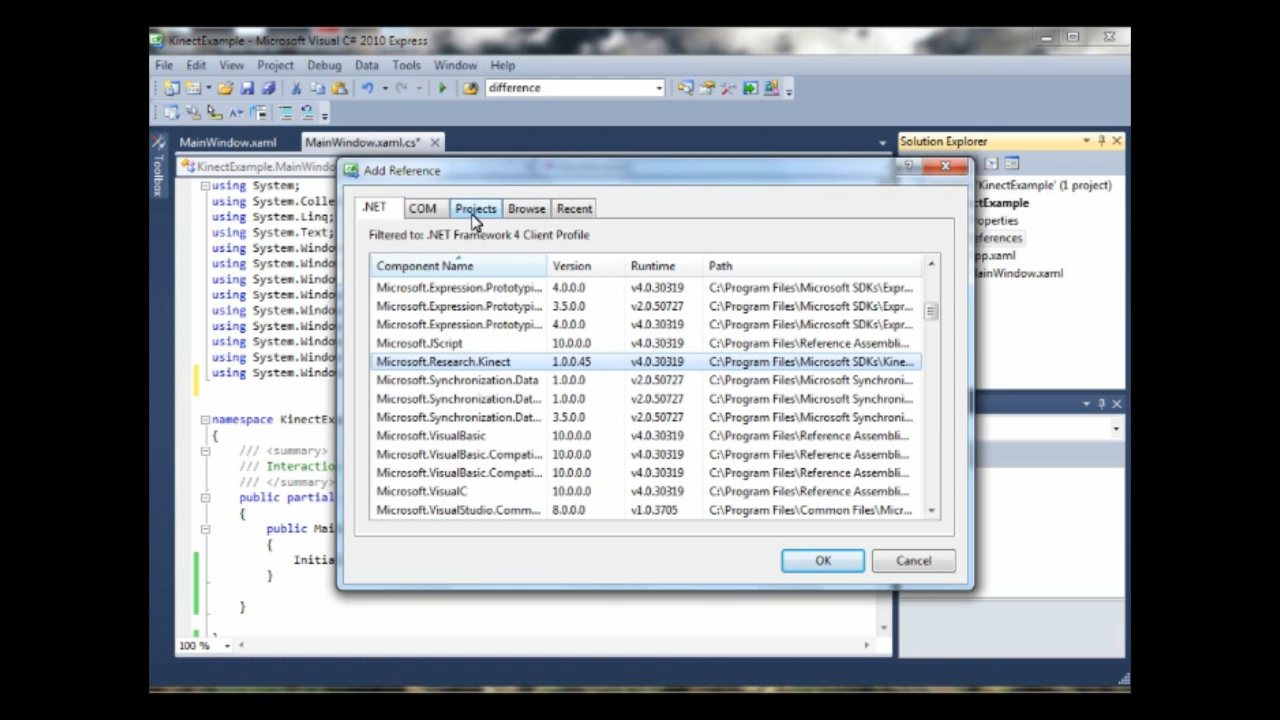 KinectExample - Microsoft Visual C# 2010 Express
File Edit View Project Debug Data Tools Window Help
difference
MainWindow.xaml MainWindow.xaml.cs*
Solution Explorer
Toolbox
KinectExample.MainWindo
using System;
using System.Colle
using System.Linq;
using System.Text;
using System.Windo
using System.Windo
using System.Windo
using System.Windo
using System.Windo
using System.Windo
using System.Windo
using System.Windo
using System.Windo
namespace KinectEx
{
/// <summary>
/// Interactio
/// </summary>
public partial
{
public Mai
{
Initia
}
}
100 %
Add Reference
.NET COM Projects Browse Recent
Filtered to: .NET Framework 4 Client Profile
Component Name Version Runtime Path
Microsoft.Expression.Prototypi... 4.0.0.0 v4.0.30319 C:\Program Files\Microsoft SDKs\Expr...
Microsoft.Expression.Prototypi... 3.5.0.0 v2.0.50727 C:\Program Files\Microsoft SDKs\Expr...
Microsoft.Expression.Prototypi... 4.0.0.0 v4.0.30319 C:\Program Files\Microsoft SDKs\Expr...
Microsoft.JScript 10.0.0.0 v4.0.30319 C:\Program Files\Reference Assembli...
Microsoft.Research.Kinect 1.0.0.45 v4.0.30319 C:\Program Files\Microsoft SDKs\Kine...
Microsoft.Synchronization.Data 1.0.0.0 v2.0.50727 C:\Program Files\Microsoft Synchroni...
Microsoft.Synchronization.Dat... 1.0.0.0 v2.0.50727 C:\Program Files\Microsoft Synchroni...
Microsoft.Synchronization.Dat... 3.5.0.0 v2.0.50727 C:\Program Files\Microsoft Synchroni...
Microsoft.VisualBasic 10.0.0.0 v4.0.30319 C:\Program Files\Reference Assembli...
Microsoft.VisualBasic.Compati... 10.0.0.0 v4.0.30319 C:\Program Files\Reference Assembli...
Microsoft.VisualBasic.Compati... 10.0.0.0 v4.0.30319 C:\Program Files\Reference Assembli...
Microsoft.VisualC 10.0.0.0 v4.0.30319 C:\Program Files\Reference Assembli...
Microsoft.VisualStudio.Comm... 8.0.0.0 v1.0.3705 C:\Program Files\Common Files\Micr...
OK Cancel
'KinectExample' (1 project)
ctExample
operties
eferences
pp.xaml
ainWindow.xaml